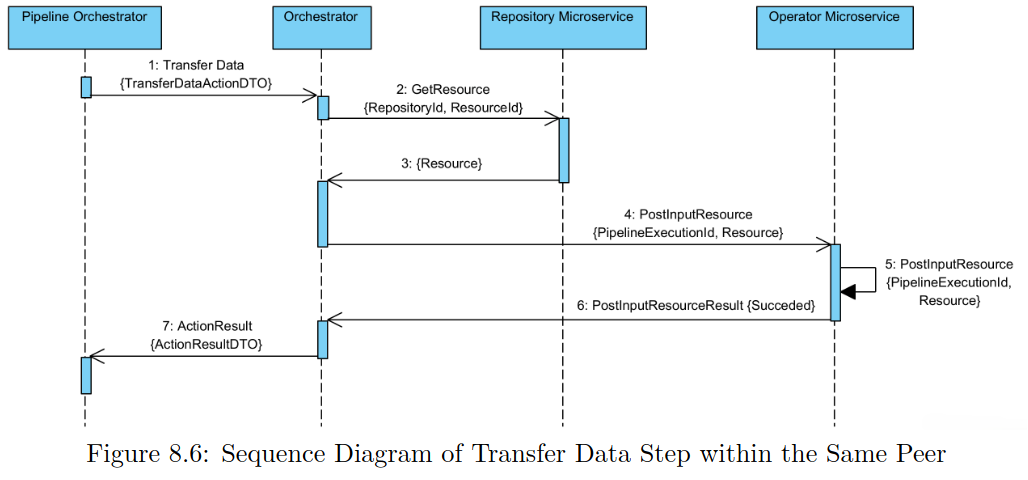 Pipeline Orchestrator
Orchestrator
Repository Microservice
Operator Microservice
1: Transfer Data
{TransferDataActionDTO}
2: GetResource
{RepositoryId, ResourceId}
3: {Resource}
4: PostInputResource
{PipelineExecutionId, Resource}
5: PostInputResource
{PipelineExecutionId,
Resource}
6: PostInputResourceResult {Succeded}
7: ActionResult
{ActionResultDTO}
Figure 8.6: Sequence Diagram of Transfer Data Step within the Same Peer